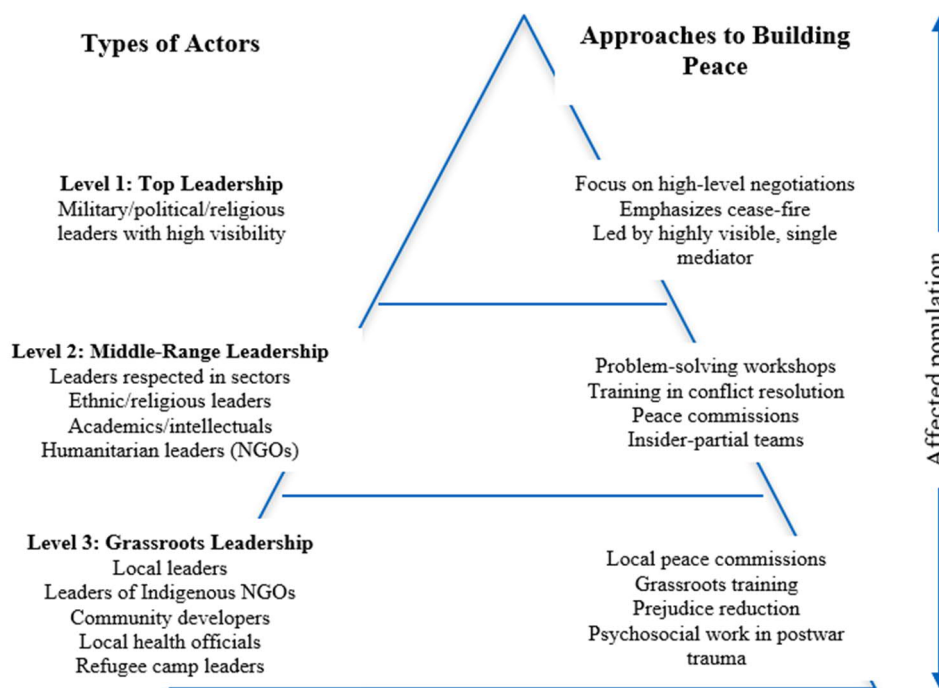 Types of Actors
Approaches to Building
Peace
Level 1: Top Leadership
Military/political/religious
leaders with high visibility
Focus on high-level negotiations
Emphasizes cease-fire
Led by highly visible, single
mediator
Level 2: Middle-Range Leadership
Leaders respected in sectors
Ethnic/religious leaders
Academics/intellectuals
Humanitarian leaders (NGOs)
Problem-solving workshops
Training in conflict resolution
Peace commissions
Insider-partial teams
Level 3: Grassroots Leadership
Local leaders
Leaders of Indigenous NGOs
Community developers
Local health officials
Refugee camp leaders
Local peace commissions
Grassroots training
Prejudice reduction
Psychosocial work in postwar
trauma
Affected population